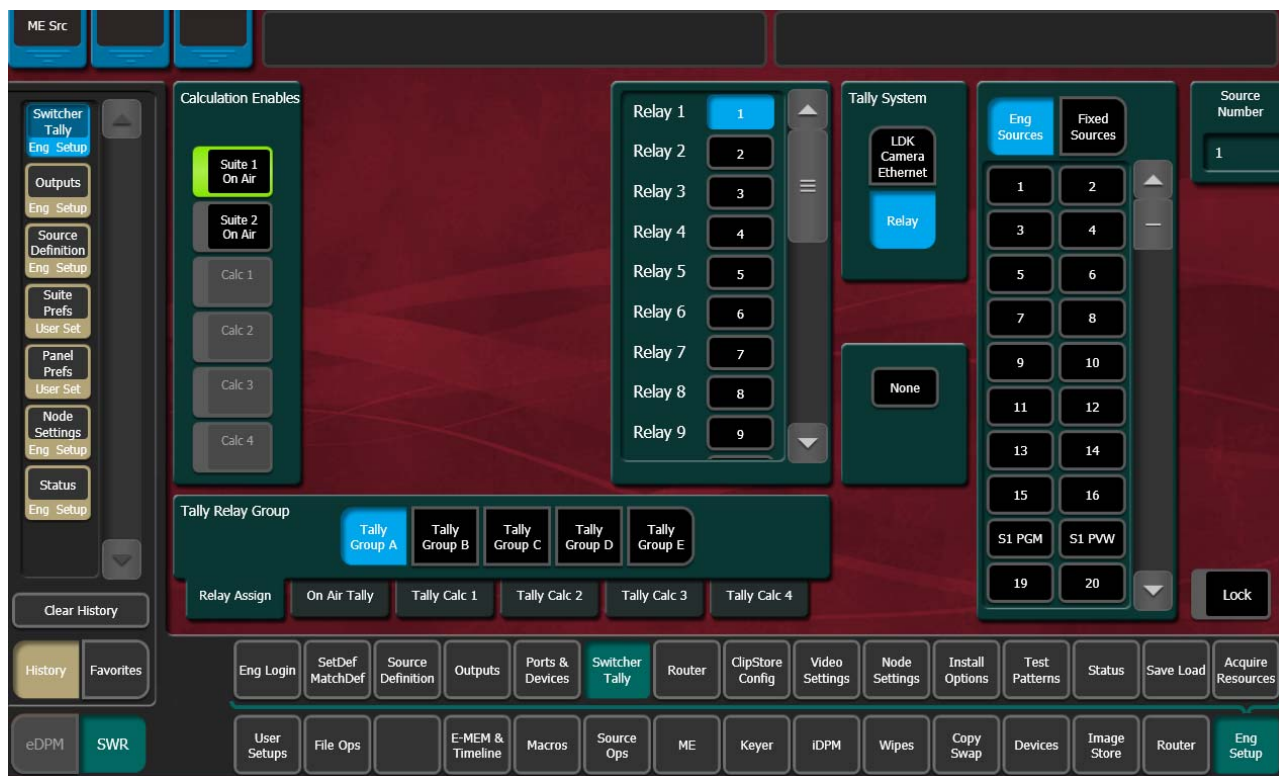 ME Src
Switcher
Tally
Eng Setup
Outputs
Eng Setup
Source
Definition
Eng Setup
Suite
Prefs
User Set
Panel
Prefs
User Set
Node
Settings
Eng Setup
Status
Eng Setup
Clear History
History
Favorites
eDPM
SWR
Calculation Enables
Suite 1
On Air
Suite 2
On Air
Calc 1
Calc 2
Calc 3
Calc 4
Relay 1 1
Relay 2 2
Relay 3 3
Relay 4 4
Relay 5 5
Relay 6 6
Relay 7 7
Relay 8 8
Relay 9 9
Tally System
LDK
Camera
Ethernet
Relay
None
Eng
Sources
Fixed
Sources
1 2
3 4
5 6
7 8
9 10
11 12
13 14
15 16
S1 PGM S1 PVW
19 20
Source
Number
1
Lock
Tally Relay Group
Tally
Group A
Tally
Group B
Tally
Group C
Tally
Group D
Tally
Group E
Relay Assign
On Air Tally
Tally Calc 1
Tally Calc 2
Tally Calc 3
Tally Calc 4
Eng Login
SetDef
MatchDef
Source
Definition
Outputs
Ports &
Devices
Switcher
Tally
Router
ClipStore
Config
Video
Settings
Node
Settings
Install
Options
Test
Patterns
Status
Save Load
Acquire
Resources
User
Setups
File Ops
E-MEM &
Timeline
Macros
Source
Ops
ME
Keyer
iDPM
Wipes
Copy
Swap
Devices
Image
Store
Router
Eng
Setup